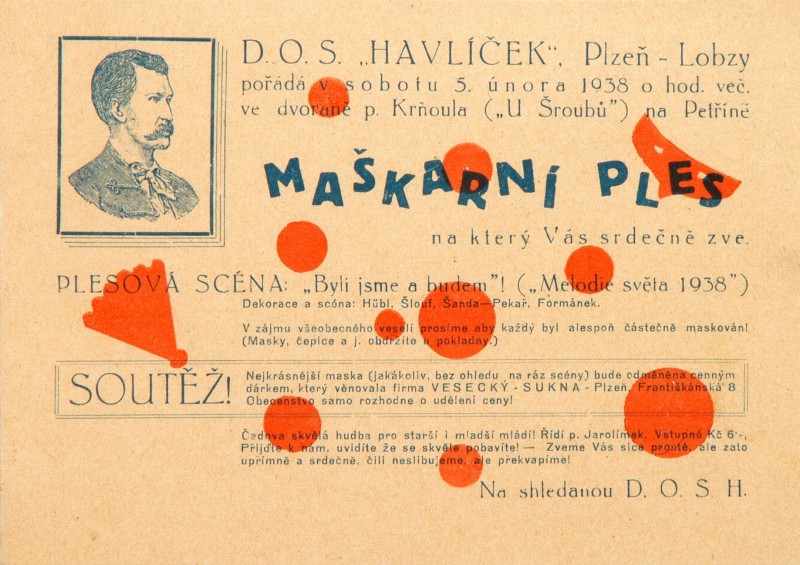 D. O. S. „HAVLÍČEK“, Plzeň - Lobzy
pořádá v sobotu 5. února 1938 o hod. več.
ve dvoraně p. Krňoula („U Šroubů”) na Petříně
MAŠKARNÍ PLES
na který Vás srdečně zve.
PLESOVÁ SCÉNA: „Byli jsme a budem”! („Melodie světa 1938”)
Dekorace a scéna: Hübl, Šlouf, Šanda—Pekař, Formánek.
V zájmu všeobecného veselí prosíme aby každý byl alespoň částečně maskován!
(Masky, čepice a j. obdržíte u pokladny.)
SOUTĚŽ!
Nejkrásnější maska (jakákoliv, bez ohledu na ráz scény) bude odměněna cenným
dárkem, který věnovala firma VESECKÝ - SUKNA - Plzeň, Františkánská 8
Obecenstvo samo rozhodne o udělení ceny!
Čadova skvělá hudba pro starší i mladší mládí! Řídí p. Jarolímek. Vstupné Kč 6·-,
Přijďte k nám, uvidíte že se skvěle pobavíte! — Zveme Vás sice prostě, ale zato
upřímně a srdečně, čili neslibujeme, ale překvapíme!
Na shledanou D. O. S. H.